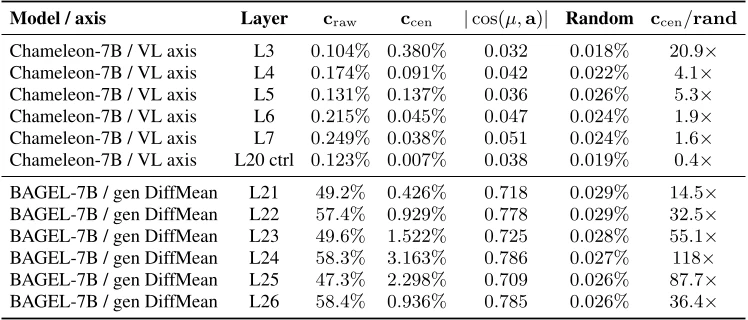 Model / axis Layer c_raw c_cen |cos(μ, a)| Random c_cen/rand
Chameleon-7B / VL axis L3 0.104% 0.380% 0.032 0.018% 20.9×
Chameleon-7B / VL axis L4 0.174% 0.091% 0.042 0.022% 4.1×
Chameleon-7B / VL axis L5 0.131% 0.137% 0.036 0.026% 5.3×
Chameleon-7B / VL axis L6 0.215% 0.045% 0.047 0.024% 1.9×
Chameleon-7B / VL axis L7 0.249% 0.038% 0.051 0.024% 1.6×
Chameleon-7B / VL axis L20 ctrl 0.123% 0.007% 0.038 0.019% 0.4×
BAGEL-7B / gen DiffMean L21 49.2% 0.426% 0.718 0.029% 14.5×
BAGEL-7B / gen DiffMean L22 57.4% 0.929% 0.778 0.029% 32.5×
BAGEL-7B / gen DiffMean L23 49.6% 1.522% 0.725 0.028% 55.1×
BAGEL-7B / gen DiffMean L24 58.3% 3.163% 0.786 0.027% 118×
BAGEL-7B / gen DiffMean L25 47.3% 2.298% 0.709 0.026% 87.7×
BAGEL-7B / gen DiffMean L26 58.4% 0.936% 0.785 0.026% 36.4×